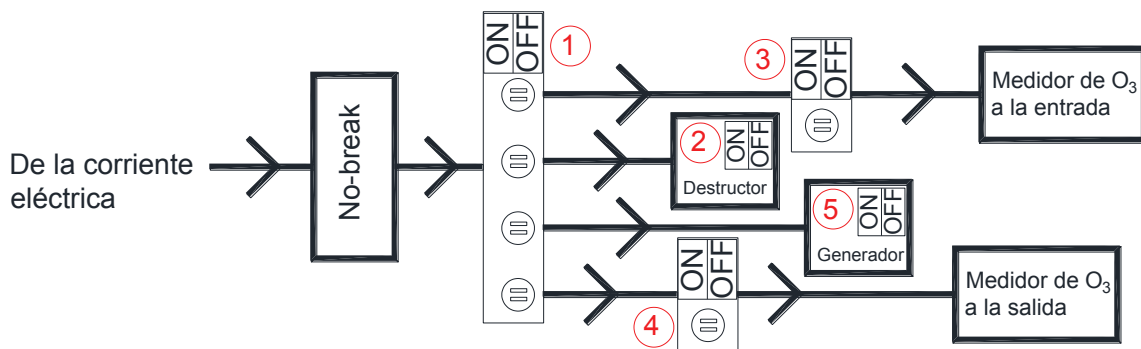 De la corriente
eléctrica
No-break
ON
OFF
1
3
ON
OFF
Medidor de O₃
a la entrada
2
ON
OFF
Destructor
5
ON
OFF
Generador
4
ON
OFF
Medidor de O₃
a la salida